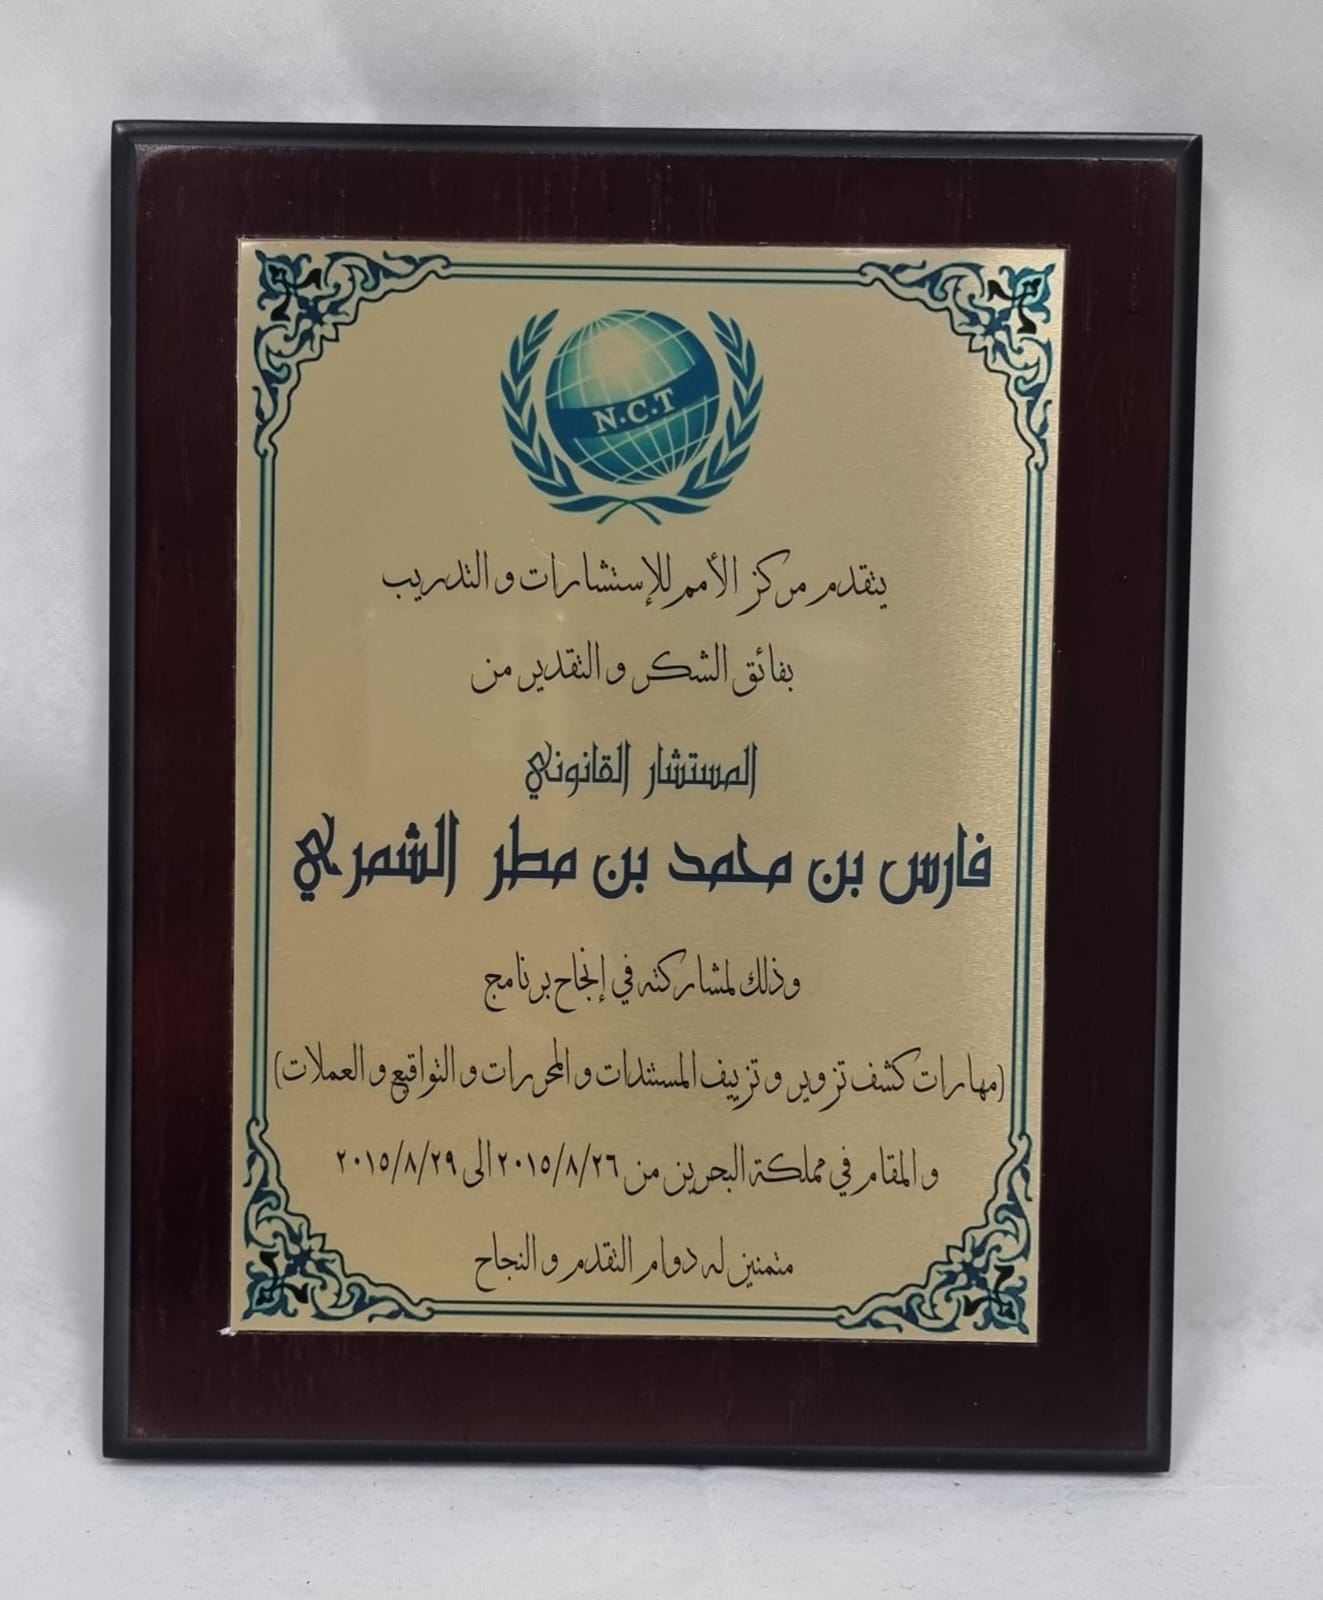 N.C.T
يتقدم مركز الأمم للإستشارات و التدريب
بفائق الشكر و التقدير من
المستشار القانوني
فارس بن محمد بن مطر الشمري
وذلك لمشاركته في إنجاح برنامج
(مهارات كشف تزوير و تزييف المستندات و المحررات و التواقيع و العملات)
و المقام في مملكة البحرين من ٢٠١٥/٨/٢٦ الى ٢٠١٥/٨/٢٩
متمنين له دوام التقدم و النجاح